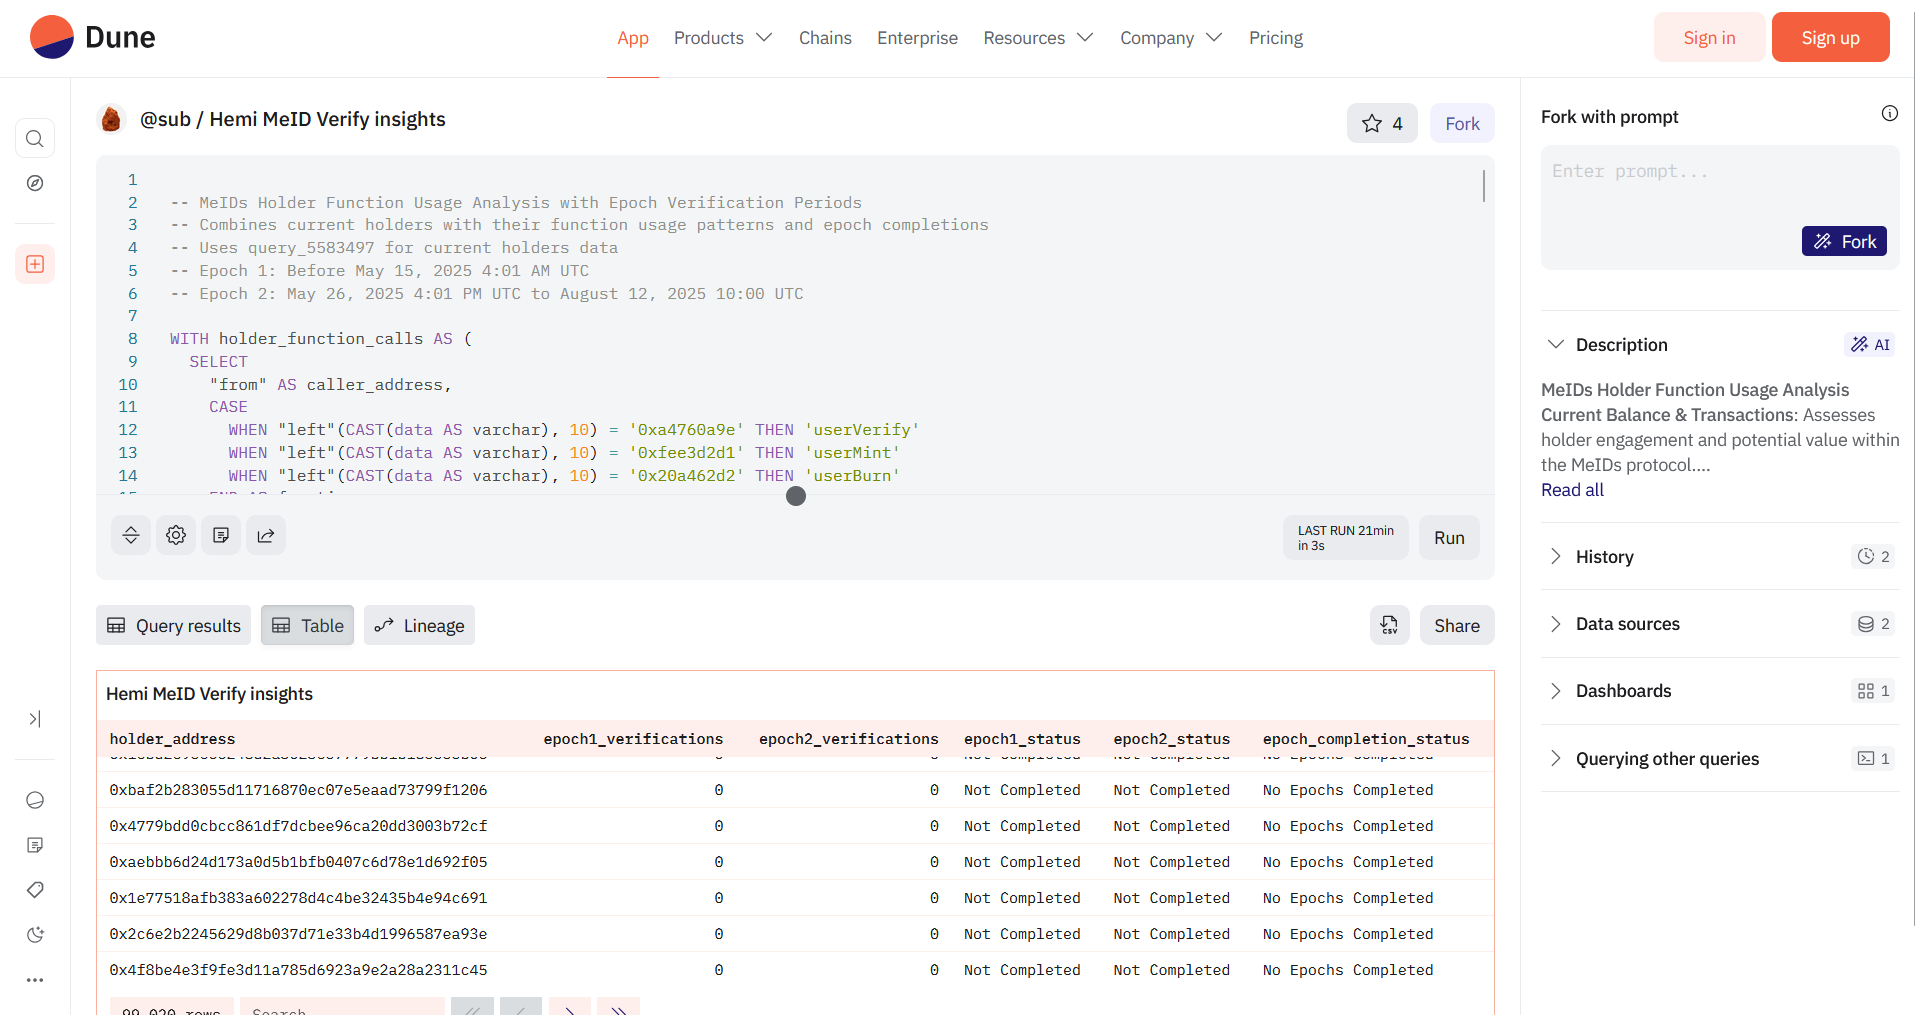 Dune
App
Products
Chains
Enterprise
Resources
Company
Pricing
Sign in
Sign up
@sub / Hemi MeID Verify insights
4
Fork
1
2 -- MeIDs Holder Function Usage Analysis with Epoch Verification Periods
3 -- Combines current holders with their function usage patterns and epoch completions
4 -- Uses query_5583497 for current holders data
5 -- Epoch 1: Before May 15, 2025 4:01 AM UTC
6 -- Epoch 2: May 26, 2025 4:01 PM UTC to August 12, 2025 10:00 UTC
7
8 WITH holder_function_calls AS (
9 SELECT
10 "from" AS caller_address,
11 CASE
12 WHEN "left"(CAST(data AS varchar), 10) = '0xa4760a9e' THEN 'userVerify'
13 WHEN "left"(CAST(data AS varchar), 10) = '0xfee3d2d1' THEN 'userMint'
14 WHEN "left"(CAST(data AS varchar), 10) = '0x20a462d2' THEN 'userBurn'
LAST RUN 21min
in 3s
Run
Query results
Table
Lineage
CSV
Share
Hemi MeID Verify insights
holder_address epoch1_verifications epoch2_verifications epoch1_status epoch2_status epoch_completion_status
0xbaf2b283055d11716870ec07e5eaad73799f1206 0 0 Not Completed Not Completed No Epochs Completed
0x4779bdd0cbcc861df7dcbee96ca20dd3003b72cf 0 0 Not Completed Not Completed No Epochs Completed
0xaebbb6d24d173a0d5b1bfb0407c6d78e1d692f05 0 0 Not Completed Not Completed No Epochs Completed
0x1e77518afb383a602278d4c4be32435b4e94c691 0 0 Not Completed Not Completed No Epochs Completed
0x2c6e2b2245629d8b037d71e33b4d1996587ea93e 0 0 Not Completed Not Completed No Epochs Completed
0x4f8be4e3f9fe3d11a785d6923a9e2a28a2311c45 0 0 Not Completed Not Completed No Epochs Completed
99,020 rows
Search
Fork with prompt
Enter prompt...
Fork
Description
AI
MeIDs Holder Function Usage Analysis
Current Balance & Transactions: Assesses
holder engagement and potential value within
the MeIDs protocol....
Read all
History
2
Data sources
2
Dashboards
1
Querying other queries
1